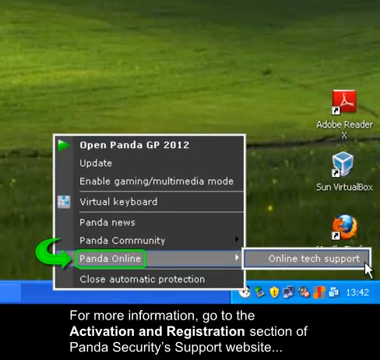 Adobe Reader
X
Sun VirtualBox
Open Panda GP 2012
Update
Enable gaming/multimedia mode
Virtual keyboard
Panda news
Panda Community
Panda Online
Online tech support
Close automatic protection
13:42
For more information, go to the
Activation and Registration section of
Panda Security's Support website...